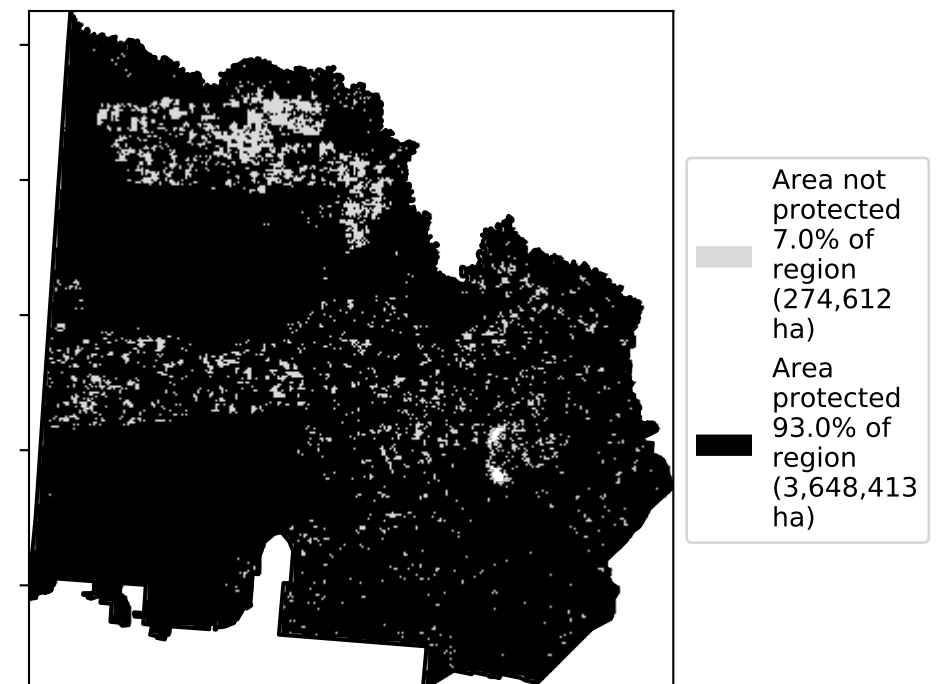 Area not
protected
7.0% of
region
(274,612
ha)
Area
protected
93.0% of
region
(3,648,413
ha)